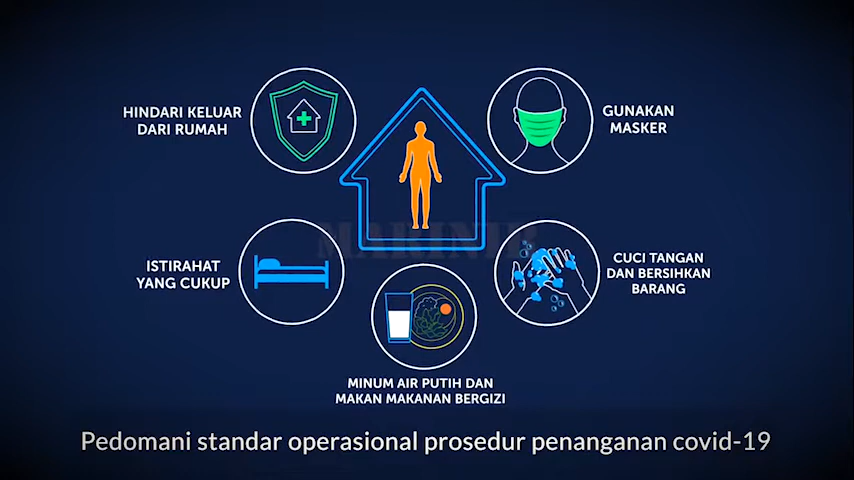 HINDARI KELUAR
DARI RUMAH
GUNAKAN
MASKER
ISTIRAHAT
YANG CUKUP
CUCI TANGAN
DAN BERSIHKAN
BARANG
MINUM AIR PUTIH DAN
MAKAN MAKANAN BERGIZI
Pedomani standar operasional prosedur penanganan covid-19